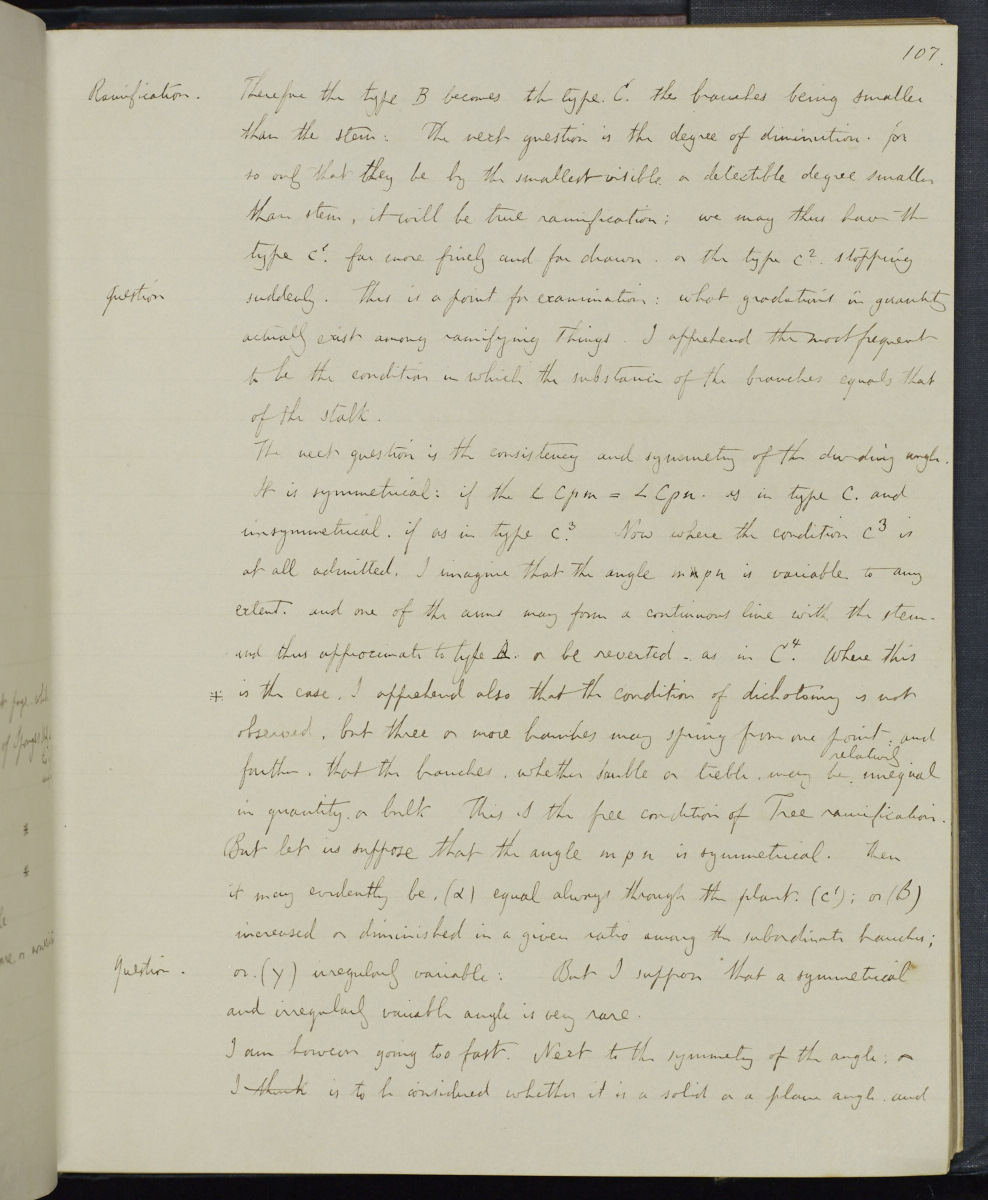 107.
Ramification. Therefore the type B becomes the type. C. the branches being smaller
than the stem: The next question is the degree of diminution. for
so only that they be by the smallest visible or detectible degree smaller
than stem, it will be true ramification: we may thus have the
type c¹. far more finely and far drawn. or the type c². stopping
Question suddenly. This is a point for examination: what gradations in quantity
actually exist among ramifying things. I apprehend the most frequent
to be the condition in which the substance of the branches equals that
of the stalk.
The next question is the consistency and symmetry of the dividing angle.
It is symmetrical: if the ∠ Cpm = ∠ Cpn. as in type C. and
unsymmetrical. if as in type c³. Now where the condition c³ is
at all admitted, I imagine that the angle mpn is variable to any
extent. and one of the arms may form a continuous line with the stem.
and thus approximate to type A. or be reverted - as in C⁴. Where this
* is the case, I apprehend also that the condition of dichotomy is not
observed, but three or more branches may spring from one point: and
further, that the branches, whether double or treble, may be relatively unequal
in quantity or bulk This is the free condition of Tree ramification.
But let us suppose that the angle mpn is symmetrical. Then
it may evidently be, (α) equal always through the plant. (c¹); or (B)
increased or diminished in a given ratio among the subordinate branches;
Question. or. (γ) irregularly variable: But I suppose that a symmetrical
and irregularly variable angle is very rare.
I am however going too fast. Next to the symmetry of the angle:
I think is to be considered whether it is a solid or a plane angle. and